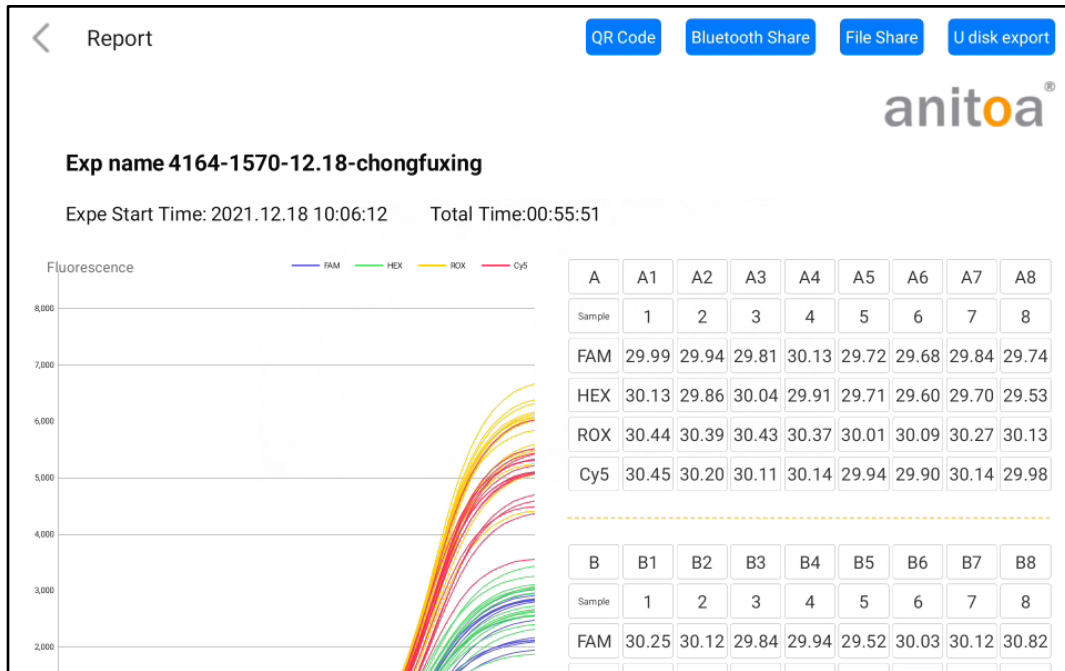 Report
QR Code
Bluetooth Share
File Share
U disk export
anitoa®
Exp name 4164-1570-12.18-chongfuxing
Expe Start Time: 2021.12.18 10:06:12 Total Time:00:55:51
Fluorescence
FAM HEX ROX Cy5
8,000
7,000
6,000
5,000
4,000
3,000
2,000
A A1 A2 A3 A4 A5 A6 A7 A8
Sample 1 2 3 4 5 6 7 8
FAM 29.99 29.94 29.81 30.13 29.72 29.68 29.84 29.74
HEX 30.13 29.86 30.04 29.91 29.71 29.60 29.70 29.53
ROX 30.44 30.39 30.43 30.37 30.01 30.09 30.27 30.13
Cy5 30.45 30.20 30.11 30.14 29.94 29.90 30.14 29.98
B B1 B2 B3 B4 B5 B6 B7 B8
Sample 1 2 3 4 5 6 7 8
FAM 30.25 30.12 29.84 29.94 29.52 30.03 30.12 30.82